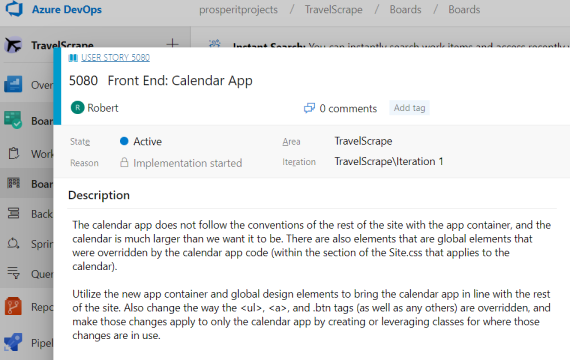 Azure DevOps
prosperitprojects / TravelScrape / Boards / Boards
TravelScrape
Instant Search: You can instantly search work items and access recently v
USER STORY 5080
5080 Front End: Calendar App
Over
R Robert
0 comments
Add tag
Boar
State
Active
Area
TravelScrape
Work
Reason
Implementation started
Iteration
TravelScrape\Iteration 1
Boar
Description
Back
The calendar app does not follow the conventions of the rest of the site with the app container, and the
calendar is much larger than we want it to be. There are also elements that are global elements that
Sprin
were overridden by the calendar app code (within the section of the Site.css that applies to the
calendar).
Quer
Utilize the new app container and global design elements to bring the calendar app in line with the rest
Repo
of the site. Also change the way the <ul>, <a>, and .btn tags (as well as any others) are overridden, and
make those changes apply to only the calendar app by creating or leveraging classes for where those
changes are in use.
Pipel